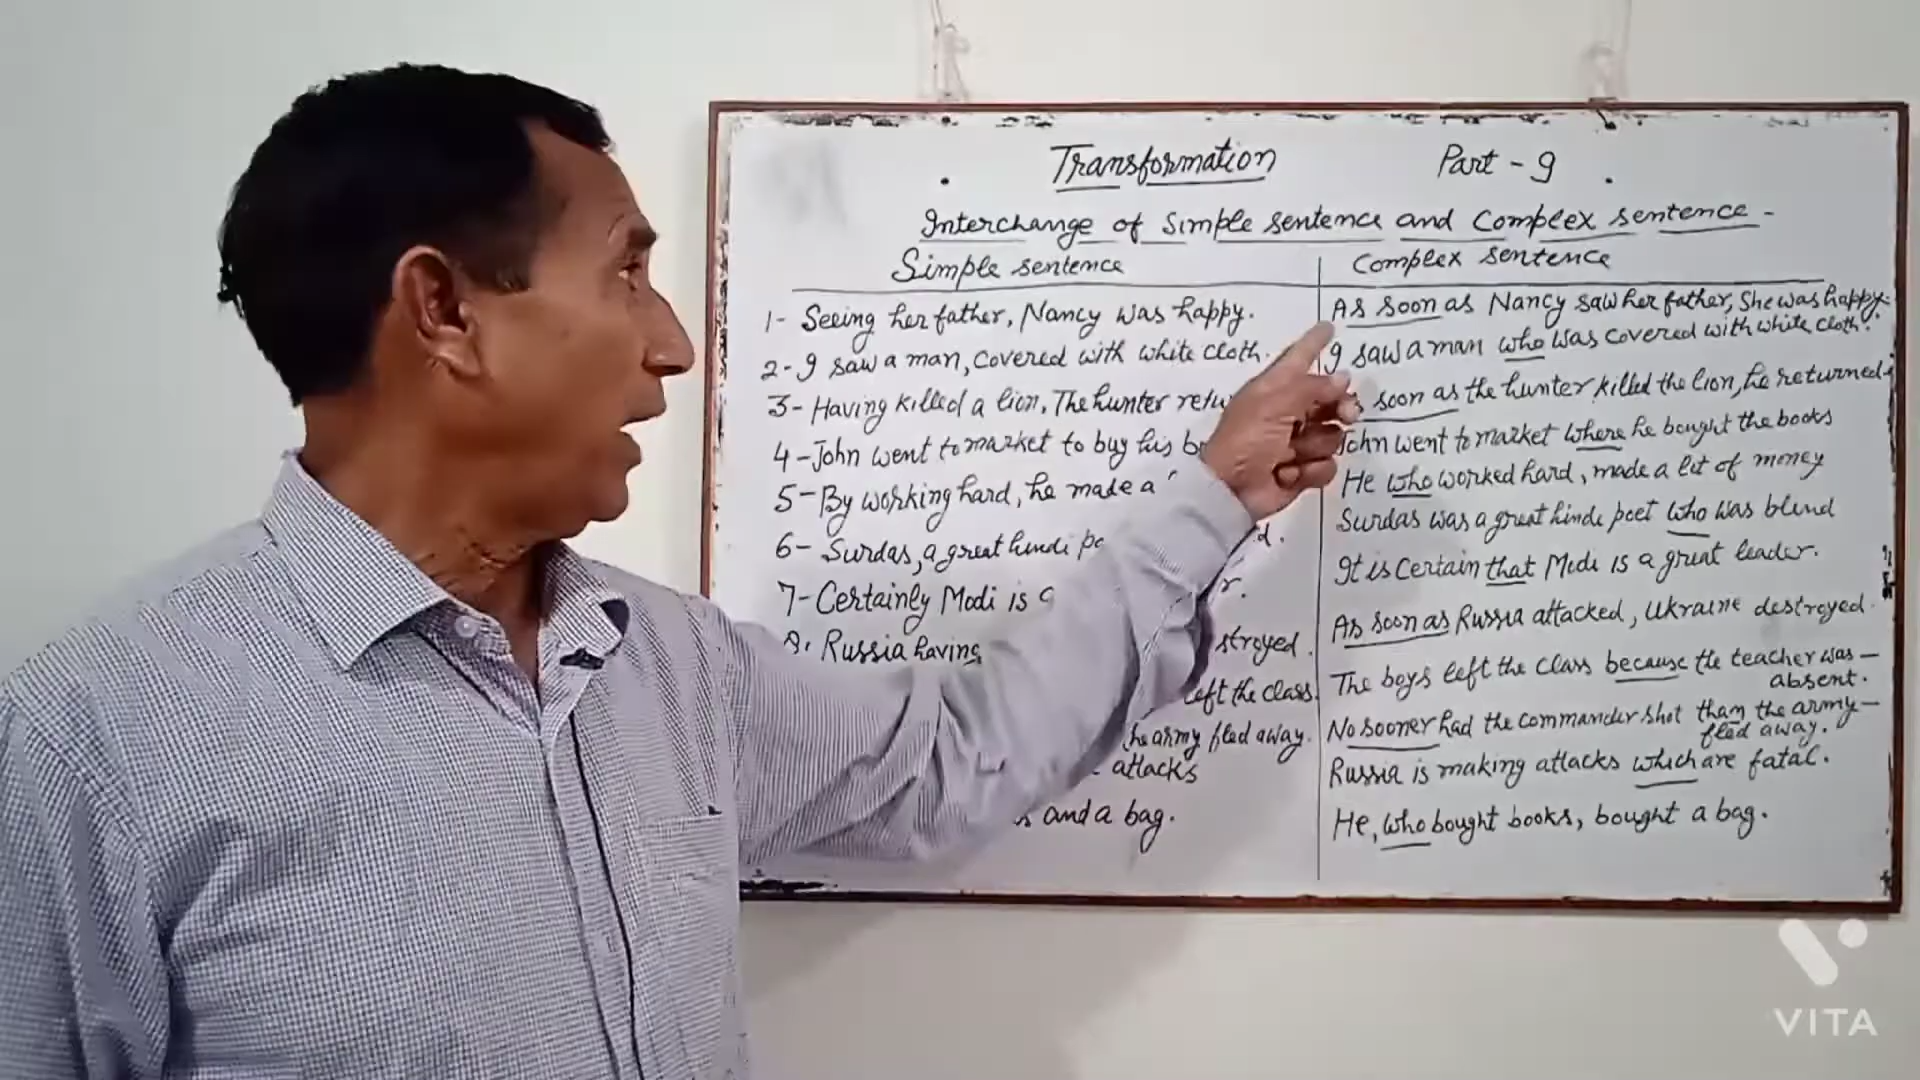 Transformation Part - 9
Interchange of Simple sentence and Complex sentence -
Simple sentence Complex sentence
1- Seeing her father, Nancy was happy.
2- I saw a man, covered with white cloth.
3- Having killed a lion, The hunter
4- John went to market to buy his
5- By working hard, he made a
6- Surdas, a great hindi
7- Certainly Modi is
8. Russia having
left the class.
the army fled away.
attacks
and a bag.
As soon as Nancy saw her father, She was happy.
I saw a man who was covered with white cloth.
soon as the hunter killed the lion, he returned
John went to market where he bought the books
He who worked hard, made a lot of money
Surdas was a great hindi poet who was blind
It is certain that Modi is a great leader.
As soon as Russia attacked, Ukraine destroyed.
The boys left the class because the teacher was –
absent.
No sooner had the commander shot than the army –
fled away.
Russia is making attacks which are fatal.
He, who bought books, bought a bag.
VITA